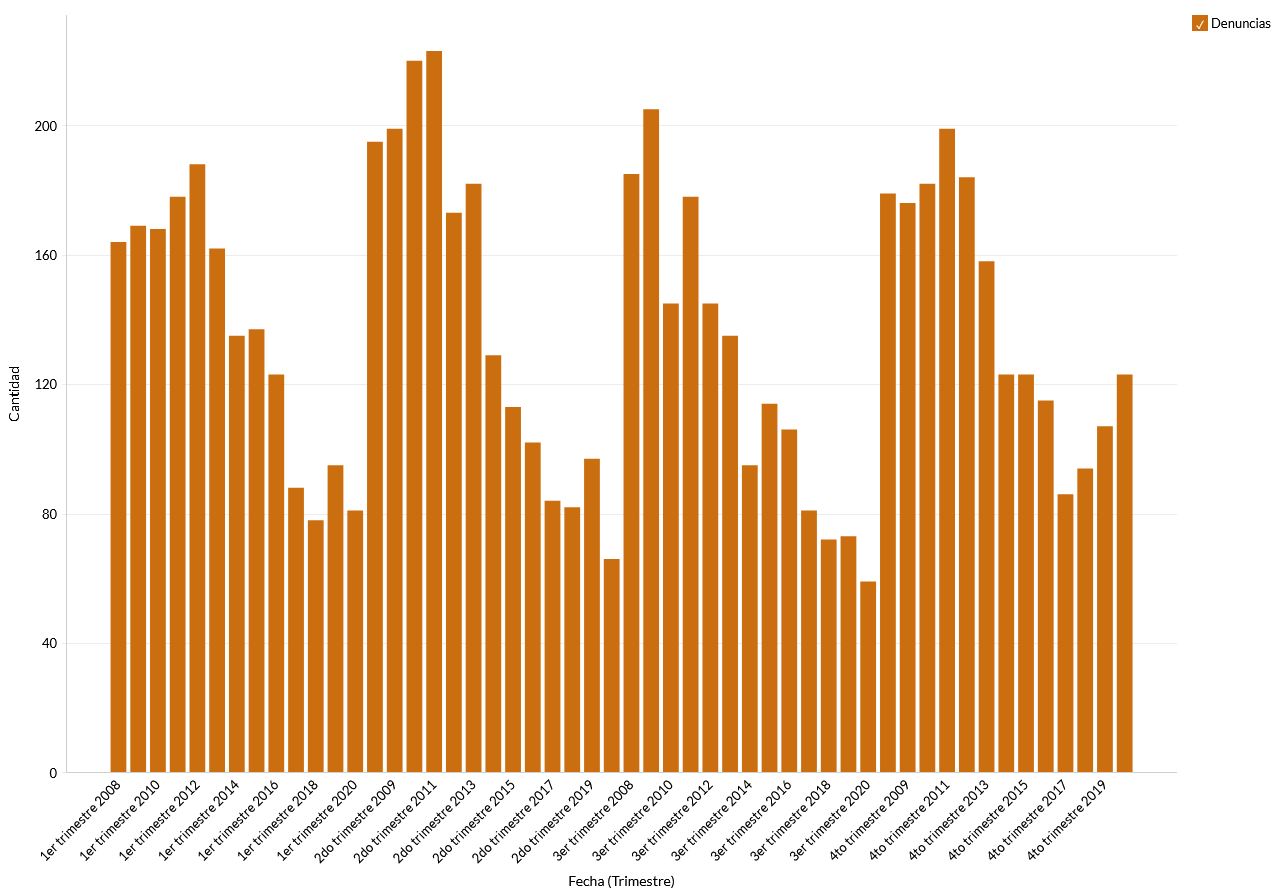 Denuncias
200
160
120
80
40
0
Cantidad
1er trimestre 2008
1er trimestre 2010
1er trimestre 2012
1er trimestre 2014
1er trimestre 2016
1er trimestre 2018
1er trimestre 2020
2do trimestre 2009
2do trimestre 2011
2do trimestre 2013
2do trimestre 2015
2do trimestre 2017
2do trimestre 2019
3er trimestre 2008
3er trimestre 2010
3er trimestre 2012
3er trimestre 2014
3er trimestre 2016
3er trimestre 2018
3er trimestre 2020
4to trimestre 2009
4to trimestre 2011
4to trimestre 2013
4to trimestre 2015
4to trimestre 2017
4to trimestre 2019
Fecha (Trimestre)